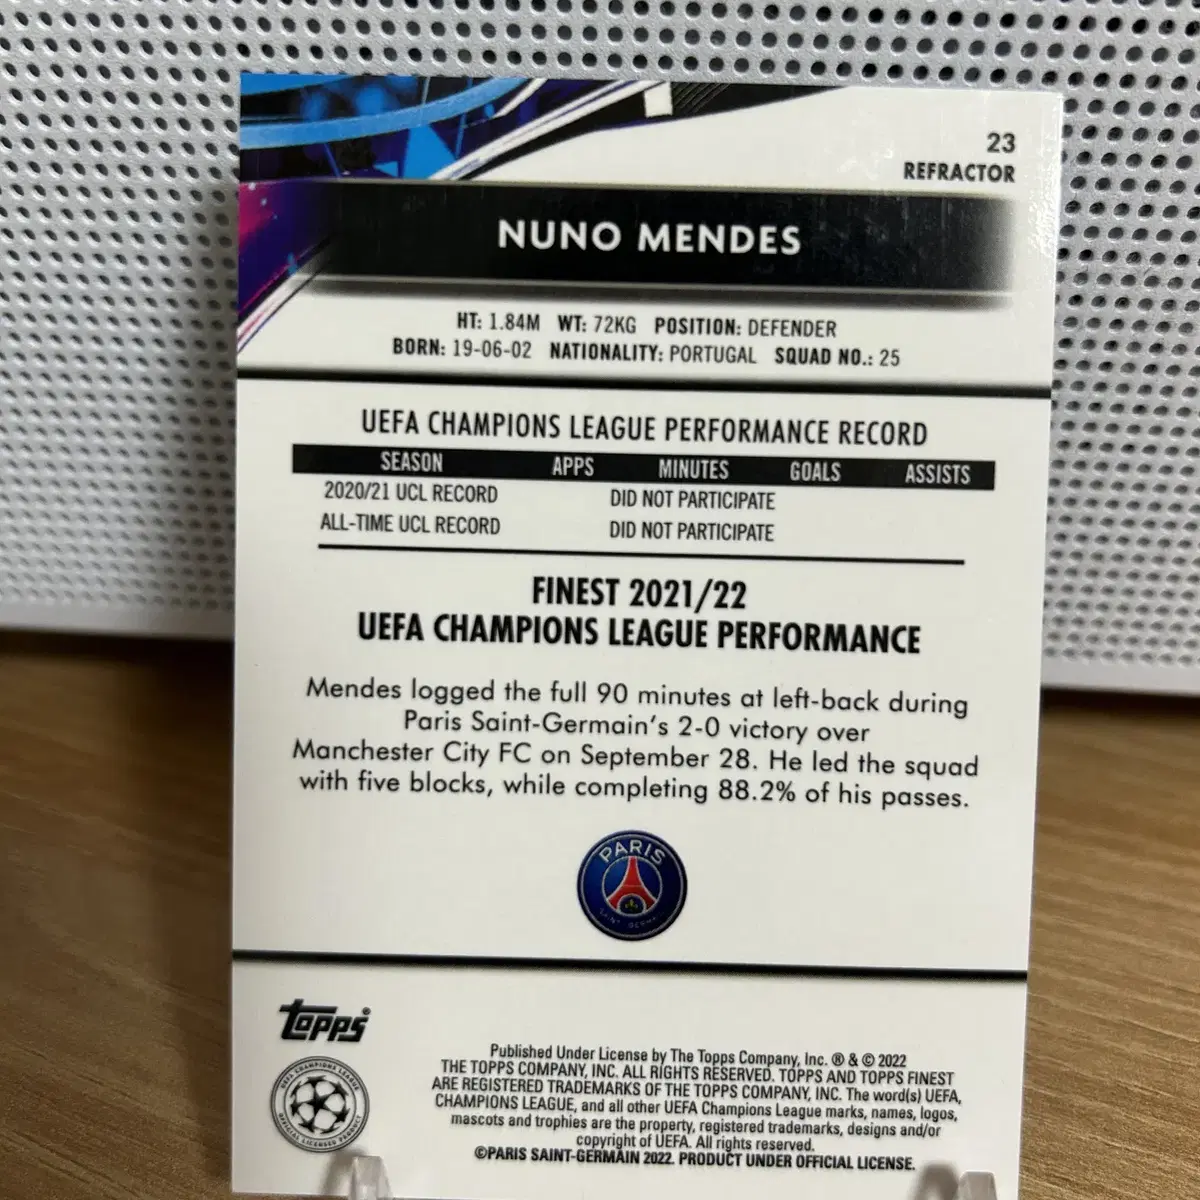 23
REFRACTOR
NUNO MENDES
HT: 1.84M WT: 72KG POSITION: DEFENDER
BORN: 19-06-02 NATIONALITY: PORTUGAL SQUAD NO.: 25
UEFA CHAMPIONS LEAGUE PERFORMANCE RECORD
SEASON APPS MINUTES GOALS ASSISTS
2020/21 UCL RECORD DID NOT PARTICIPATE
ALL-TIME UCL RECORD DID NOT PARTICIPATE
FINEST 2021/22
UEFA CHAMPIONS LEAGUE PERFORMANCE
Mendes logged the full 90 minutes at left-back during
Paris Saint-Germain's 2-0 victory over
Manchester City FC on September 28. He led the squad
with five blocks, while completing 88.2% of his passes.
PARIS
SAINT-GERMAIN
topps®
UEFA CHAMPIONS LEAGUE
OFFICIAL LICENSED PRODUCT
Published Under License by The Topps Company, Inc. ® & © 2022
THE TOPPS COMPANY, INC. ALL RIGHTS RESERVED. TOPPS AND TOPPS FINEST
ARE REGISTERED TRADEMARKS OF THE TOPPS COMPANY, INC. The word(s) UEFA,
CHAMPIONS LEAGUE, and all other UEFA Champions League marks, names, logos,
mascots and trophies are the property, registered trademarks, designs and/or
copyright of UEFA. All rights reserved.
©PARIS SAINT-GERMAIN 2022. PRODUCT UNDER OFFICIAL LICENSE.